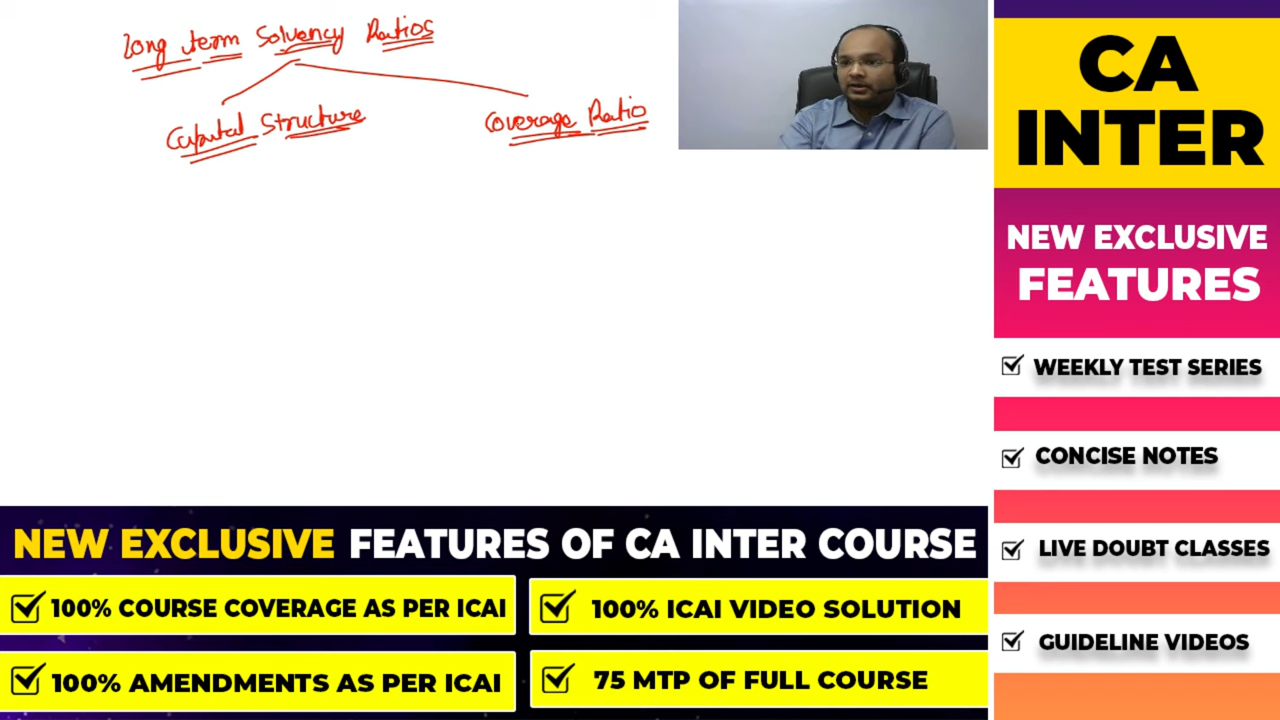 Long term Solvency Ratios
Capital Structure
Coverage Ratio
CA
INTER
NEW EXCLUSIVE
FEATURES
WEEKLY TEST SERIES
CONCISE NOTES
LIVE DOUBT CLASSES
GUIDELINE VIDEOS
NEW EXCLUSIVE FEATURES OF CA INTER COURSE
100% COURSE COVERAGE AS PER ICAI
100% ICAI VIDEO SOLUTION
100% AMENDMENTS AS PER ICAI
75 MTP OF FULL COURSE